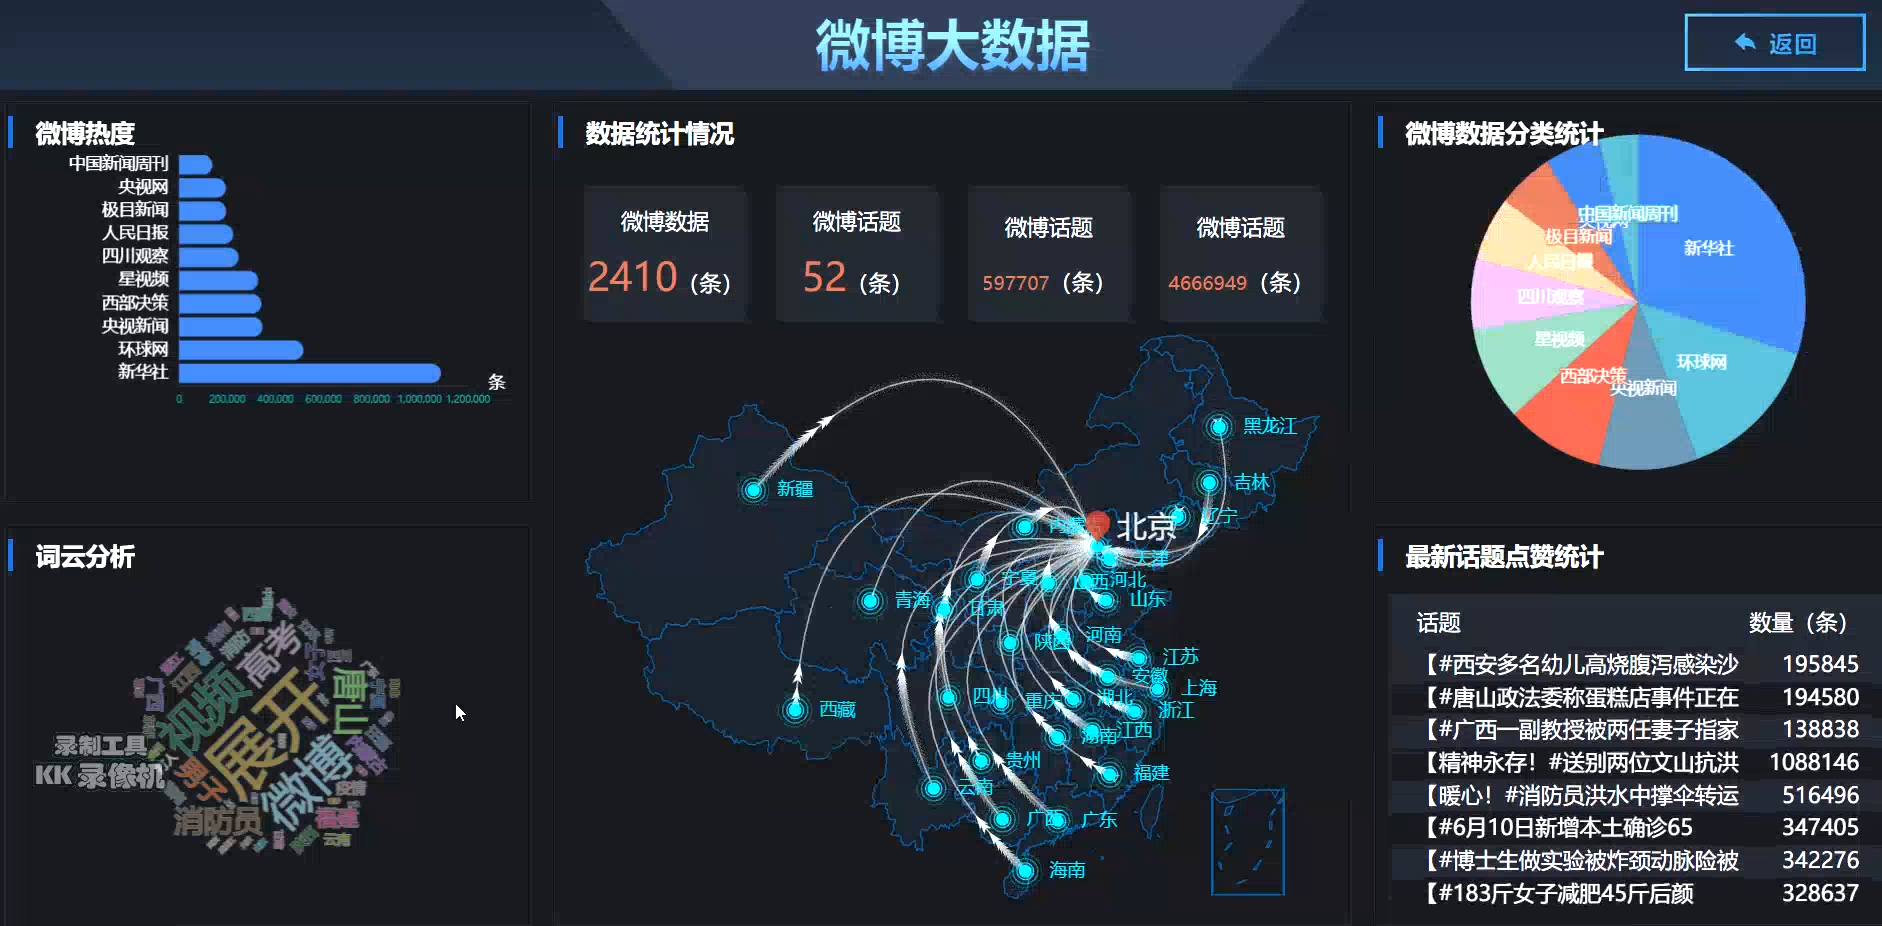 微博大数据
返回
微博热度
中国新闻周刊
央视网
极目新闻
人民日报
四川观察
星视频
西部决策
央视新闻
环球网
新华社
条
0 200,000 400,000 600,000 800,000 1,000,000 1,200,000
词云分析
展开
微博
视频
高考
唐山
男子
女子
消防员
福建
云南
录制工具
KK 录像机
数据统计情况
微博数据
2410 (条)
微博话题
52 (条)
微博话题
597707 (条)
微博话题
4666949 (条)
黑龙江
吉林
辽宁
新疆
内蒙古
北京
天津
宁夏
山西
河北
青海
甘肃
山东
陕西
河南
江苏
安徽
上海
四川
重庆
湖北
浙江
西藏
湖南
江西
贵州
福建
云南
广西
广东
海南
微博数据分类统计
中国新闻周刊
央视网
极目新闻
人民日报
四川观察
星视频
西部决策
央视新闻
环球网
新华社
最新话题点赞统计
话题 数量（条）
【#西安多名幼儿高烧腹泻感染沙 195845
【#唐山政法委称蛋糕店事件正在 194580
【#广西一副教授被两任妻子指家 138838
【精神永存！#送别两位文山抗洪 1088146
【暖心！#消防员洪水中撑伞转运 516496
【#6月10日新增本土确诊65 347405
【#博士生做实验被炸颈动脉险被 342276
【#183斤女子减肥45斤后颜 328637